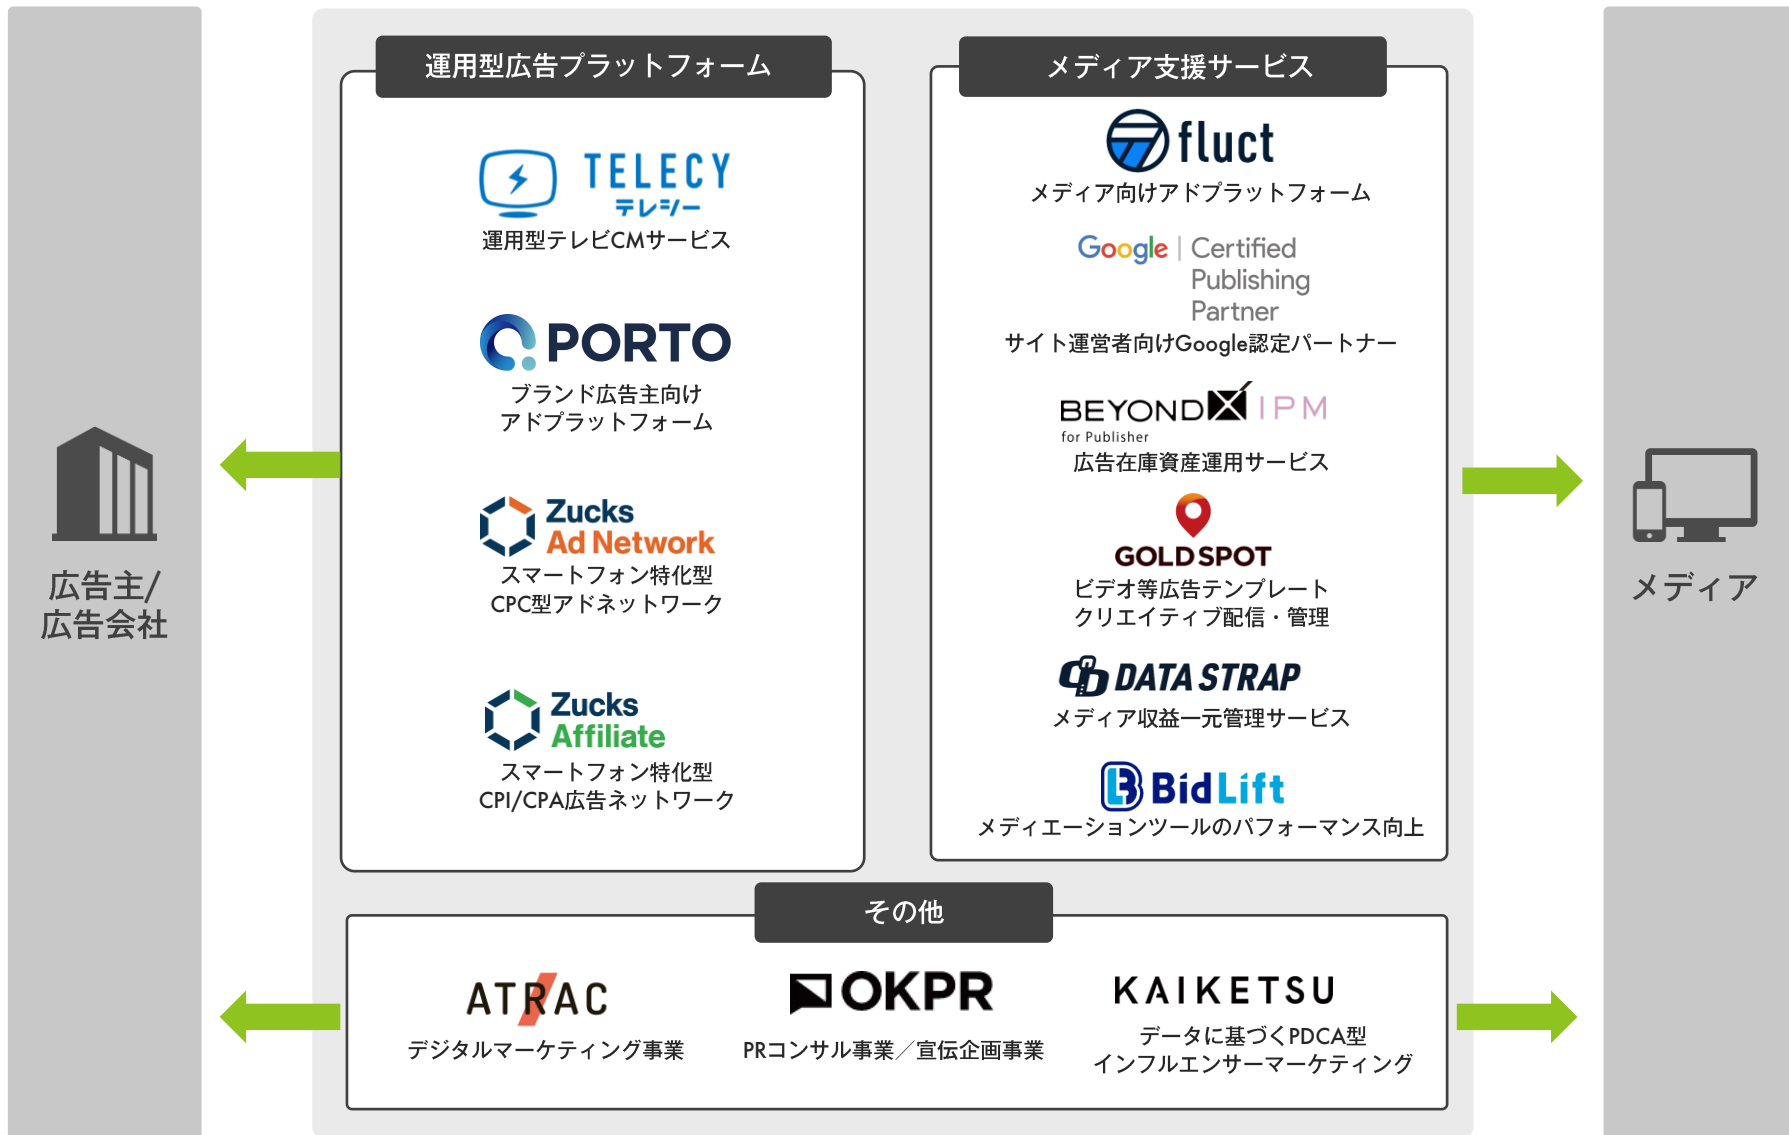 広告主/
広告会社
運用型広告プラットフォーム
TELECY
テレシー
運用型テレビCMサービス
PORTO
ブランド広告主向け
アドプラットフォーム
Zucks
Ad Network
スマートフォン特化型
CPC型アドネットワーク
Zucks
Affiliate
スマートフォン特化型
CPI/CPA広告ネットワーク
メディア支援サービス
fluct
メディア向けアドプラットフォーム
Google Certified
Publishing
Partner
サイト運営者向けGoogle認定パートナー
BEYOND X IPM
for Publisher
広告在庫資産運用サービス
GOLD SPOT
ビデオ等広告テンプレート
クリエイティブ配信・管理
DATA STRAP
メディア収益一元管理サービス
BidLift
メディエーションツールのパフォーマンス向上
その他
ATRAC
デジタルマーケティング事業
OKPR
PRコンサル事業／宣伝企画事業
KAIKETSU
データに基づくPDCA型
インフルエンサーマーケティング
メディア